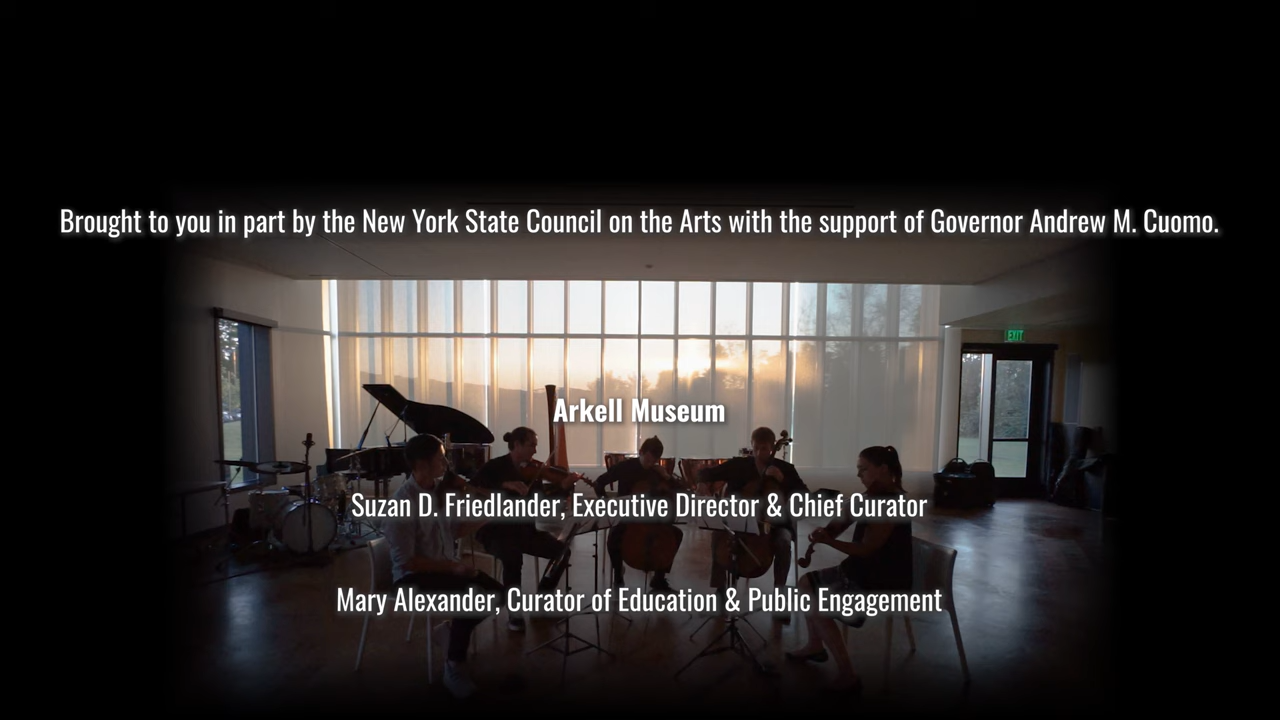 Brought to you in part by the New York State Council on the Arts with the support of Governor Andrew M. Cuomo.
EXIT
Arkell Museum
Suzan D. Friedlander, Executive Director & Chief Curator
Mary Alexander, Curator of Education & Public Engagement